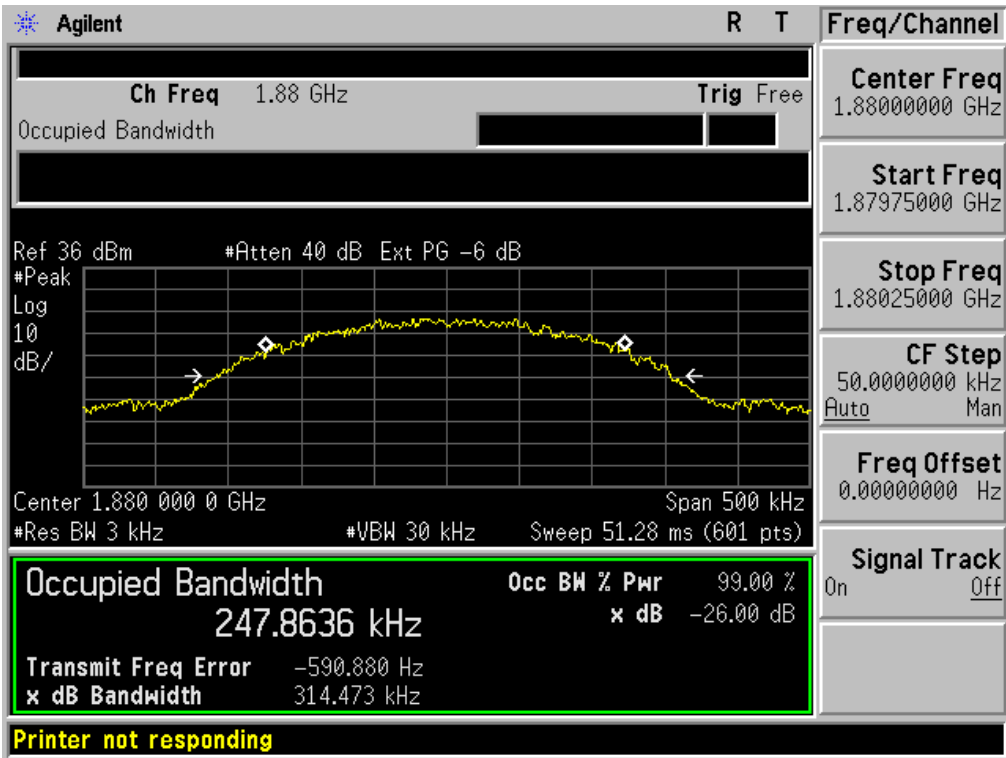 Agilent R T
Freq/Channel
Ch Freq 1.88 GHz Trig Free
Occupied Bandwidth
Center Freq
1.88000000 GHz
Start Freq
1.87975000 GHz
Stop Freq
1.88025000 GHz
CF Step
50.0000000 kHz
Auto Man
Freq Offset
0.00000000 Hz
Signal Track
On Off
Ref 36 dBm #Atten 40 dB Ext PG -6 dB
#Peak
Log
10
dB/
Center 1.880 000 0 GHz Span 500 kHz
#Res BW 3 kHz #VBW 30 kHz Sweep 51.28 ms (601 pts)
Occupied Bandwidth Occ BW % Pwr 99.00 %
247.8636 kHz x dB -26.00 dB
Transmit Freq Error -590.880 Hz
x dB Bandwidth 314.473 kHz
Printer not responding